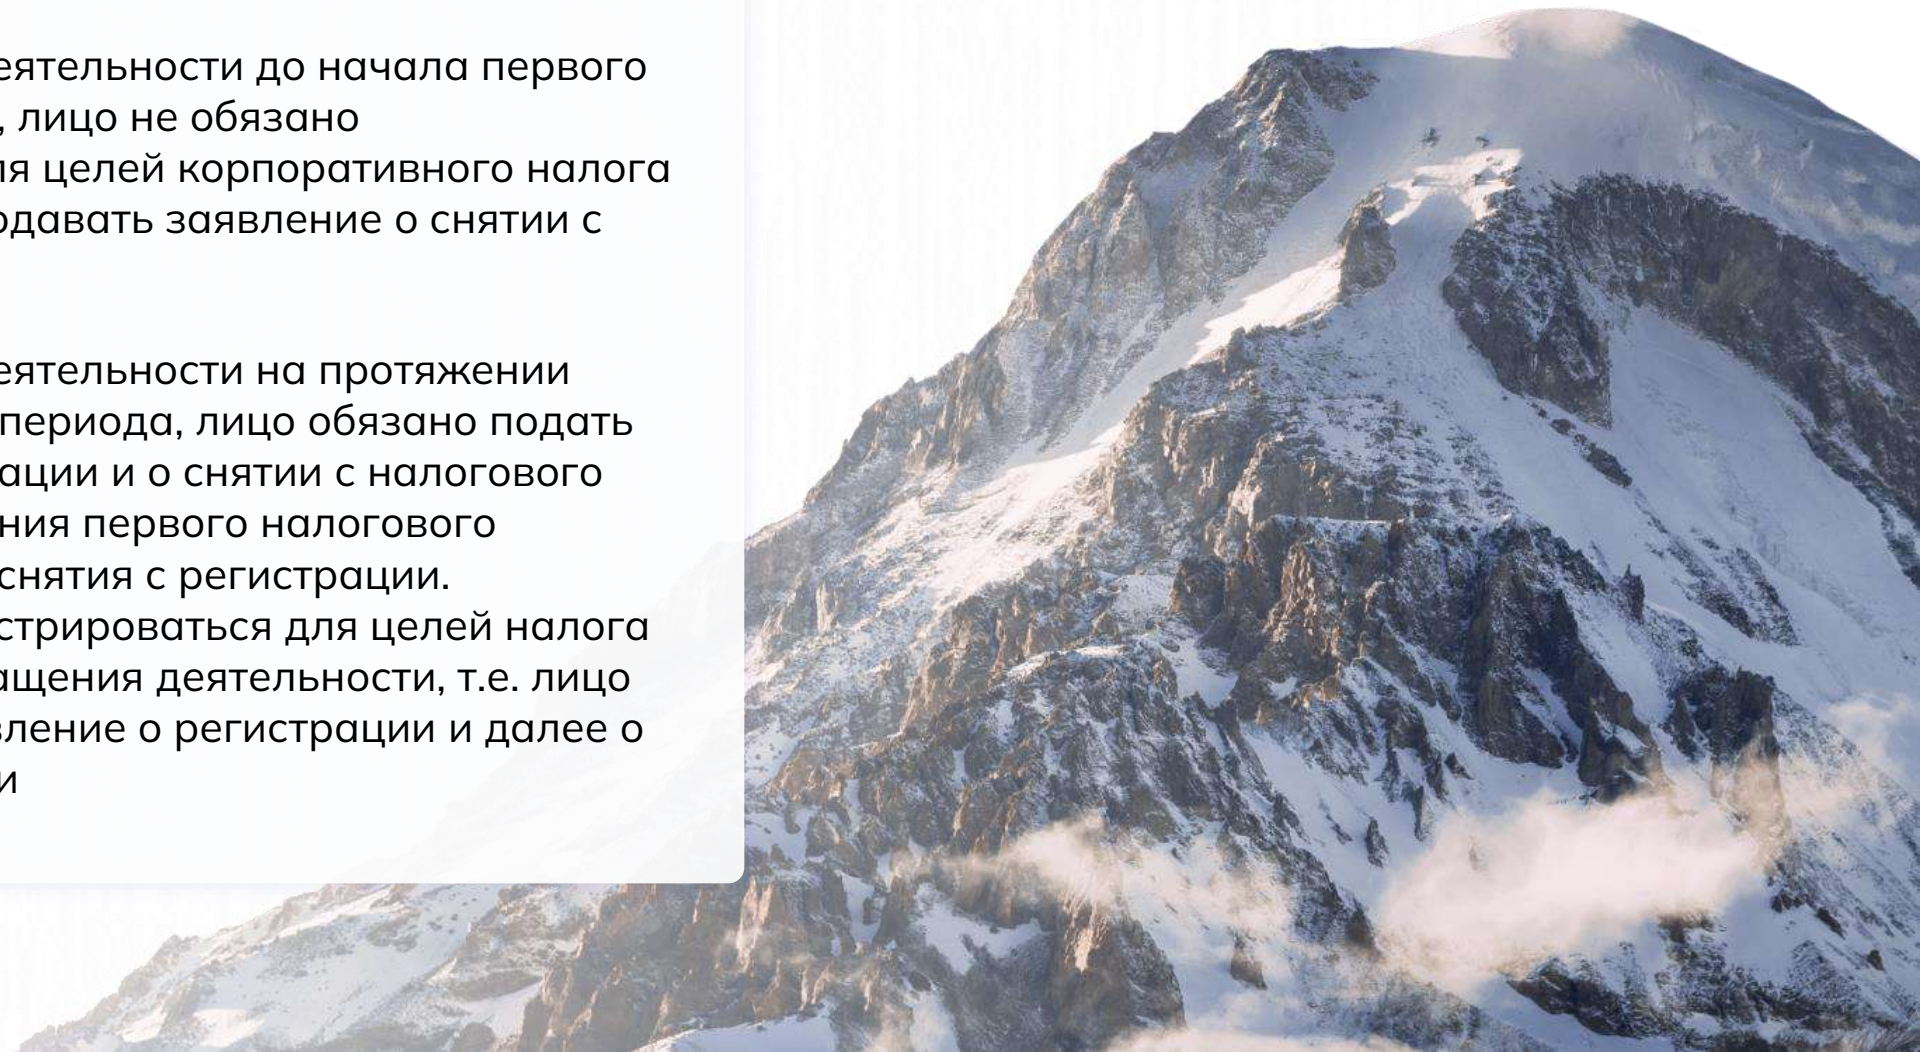 еятельности до начала первого
, лицо не обязано
ля целей корпоративного налога
одавать заявление о снятии с
еятельности на протяжении
периода, лицо обязано подать
ации и о снятии с налогового
ния первого налогового
снятия с регистрации.
стрироваться для целей налога
ащения деятельности, т.е. лицо
вление о регистрации и далее о
и